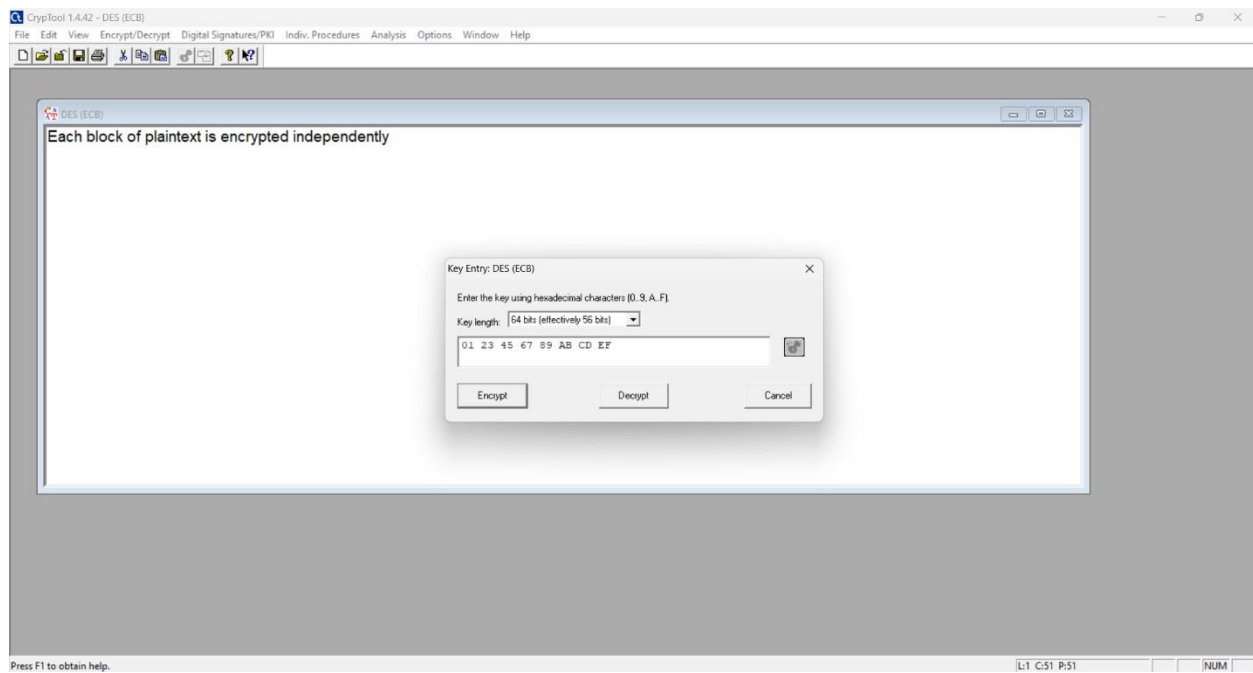 CrypTool 1.4.42 - DES (ECB)
File Edit View Encrypt/Decrypt Digital Signatures/PKI Indiv. Procedures Analysis Options Window Help
DES (ECB)
Each block of plaintext is encrypted independently
Key Entry: DES (ECB)
Enter the key using hexadecimal characters (0..9, A..F).
Key length: 64 bits (effectively 56 bits)
01 23 45 67 89 AB CD EF
Encrypt Decrypt Cancel
Press F1 to obtain help. L:1 C:51 P:51 NUM